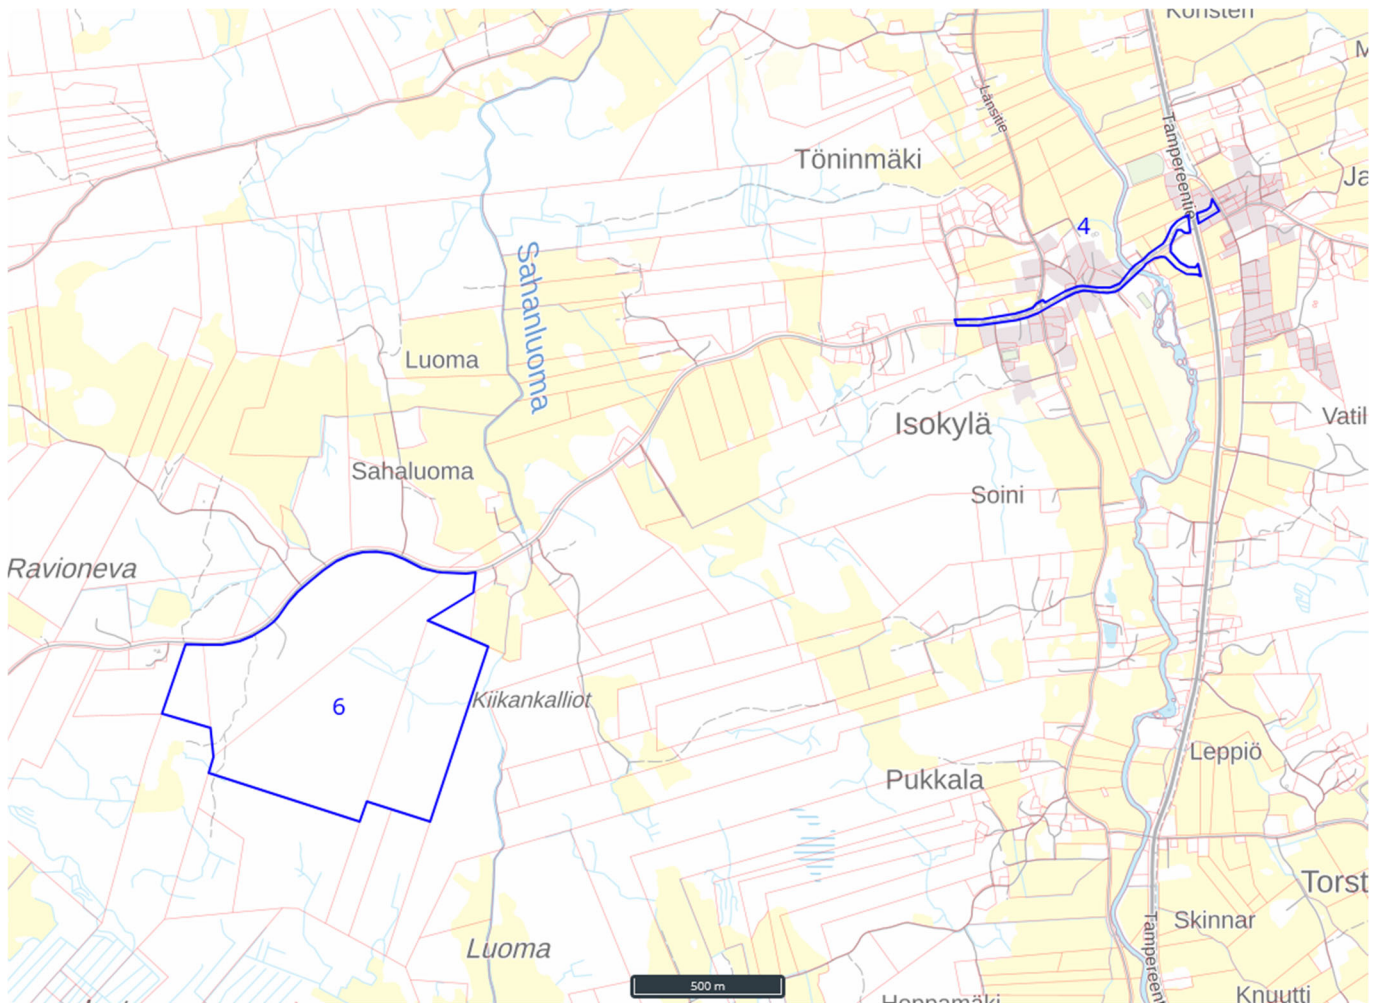 Konsten
Länsitie
Tampereentie
Töninmäki
Ja
4
Sahanluoma
Luoma
Isokylä
Vatil
Sahaluoma
Soini
Ravioneva
Kiikankalliot
6
Leppiö
Pukkala
Torst
Skinnar
Luoma
Tampereent
500 m
Knuutti